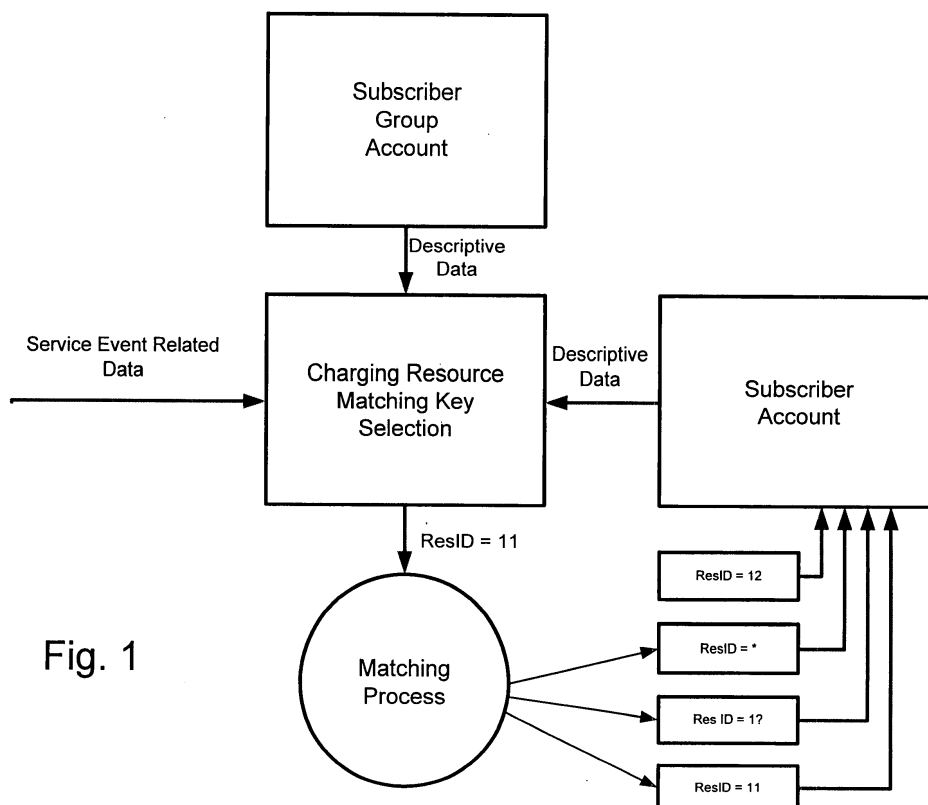 Subscriber
Group
Account
Descriptive
Data
Service Event Related
Data
Charging Resource
Matching Key
Selection
Descriptive
Data
Subscriber
Account
ResID = 11
ResID = 12
ResID = *
Res ID = 1?
ResID = 11
Matching
Process
Fig. 1